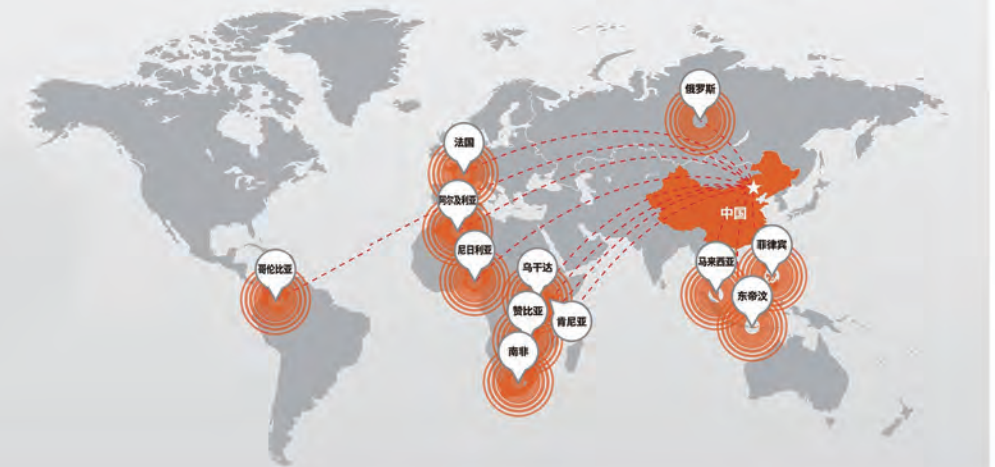 俄罗斯
法国
阿尔及利亚
中国
尼日利亚
乌干达
马来西亚
菲律宾
哥伦比亚
东帝汶
赞比亚
肯尼亚
南非